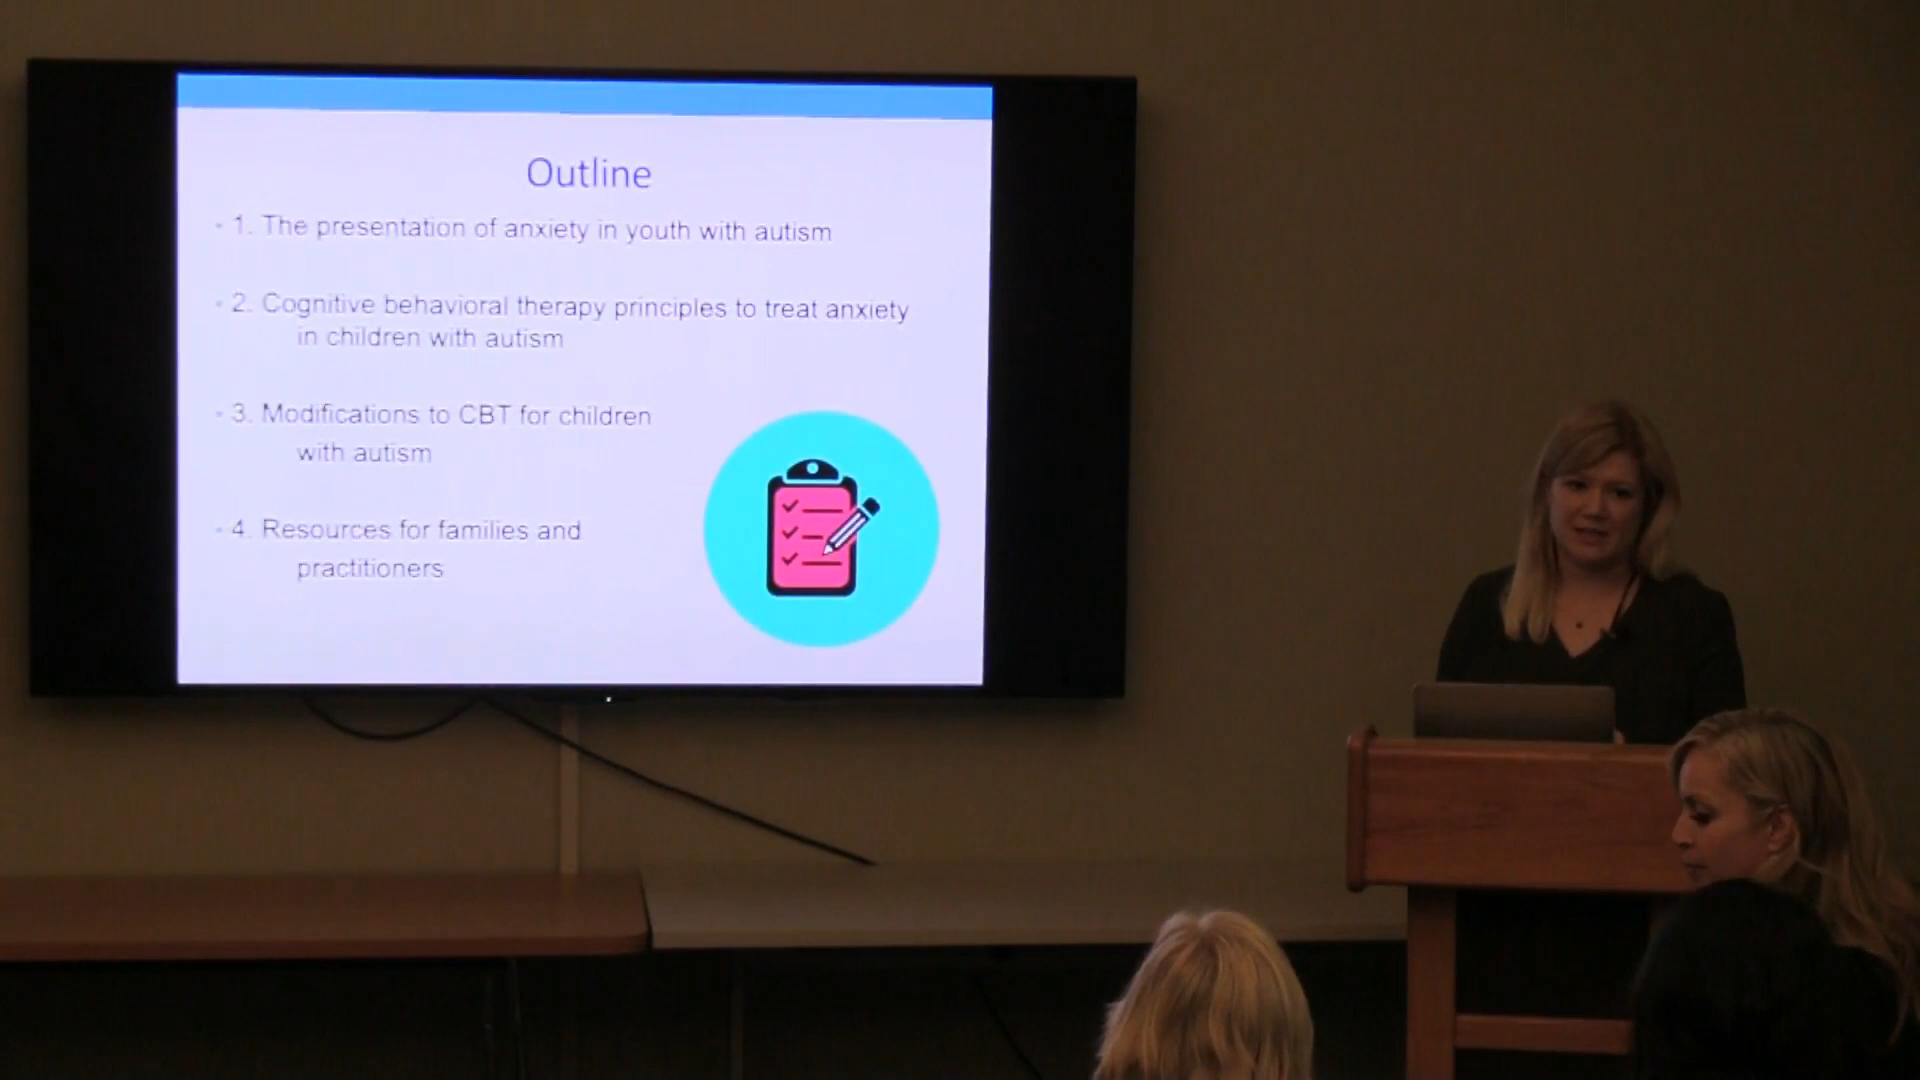 Outline
• 1. The presentation of anxiety in youth with autism
• 2. Cognitive behavioral therapy principles to treat anxiety
in children with autism
• 3. Modifications to CBT for children
with autism
• 4. Resources for families and
practitioners